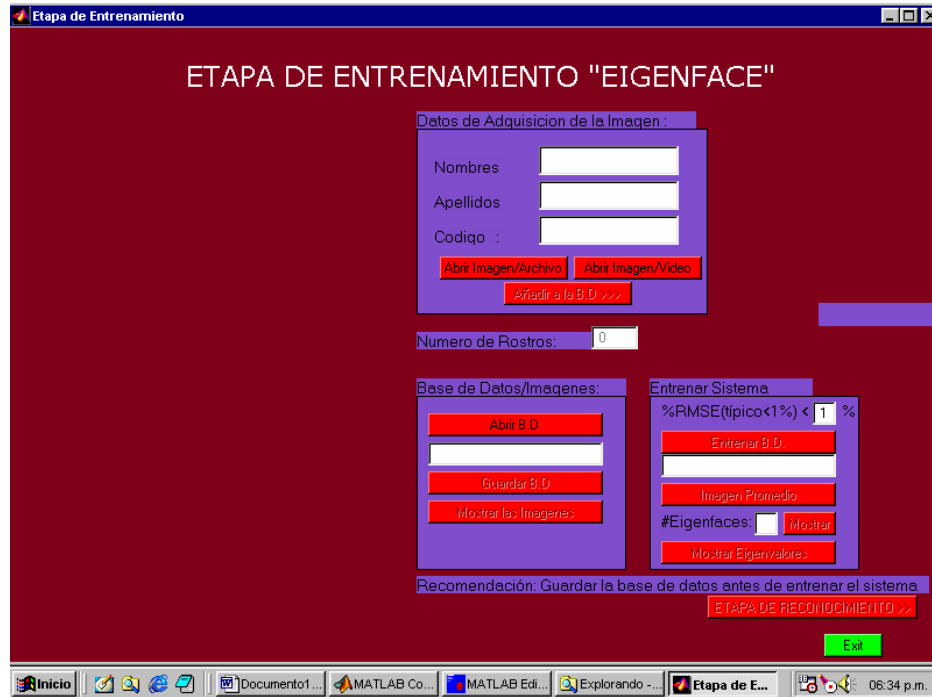 Etapa de Entrenamiento
ETAPA DE ENTRENAMIENTO "EIGENFACE"
Datos de Adquisicion de la Imagen :
Nombres
Apellidos
Codigo :
Abrir Imagen/Archivo
Abrir Imagen/Video
Añadir a la B.D >>>
Numero de Rostros:
0
Base de Datos/Imagenes:
Abrir B.D
Guardar B.D
Mostrar las Imagenes
Entrenar Sistema
%RMSE(típico<1%) < 1 %
Entrenar B.D.
Imagen Promedio
#Eigenfaces:
Mostrar
Mostrar Eigenvalores
Recomendación: Guardar la base de datos antes de entrenar el sistema
ETAPA DE RECONOCIMIENTO >>
Exit
Inicio
Documento1...
MATLAB Co...
MATLAB Edi...
Explorando -...
Etapa de E...
06:34 p.m.